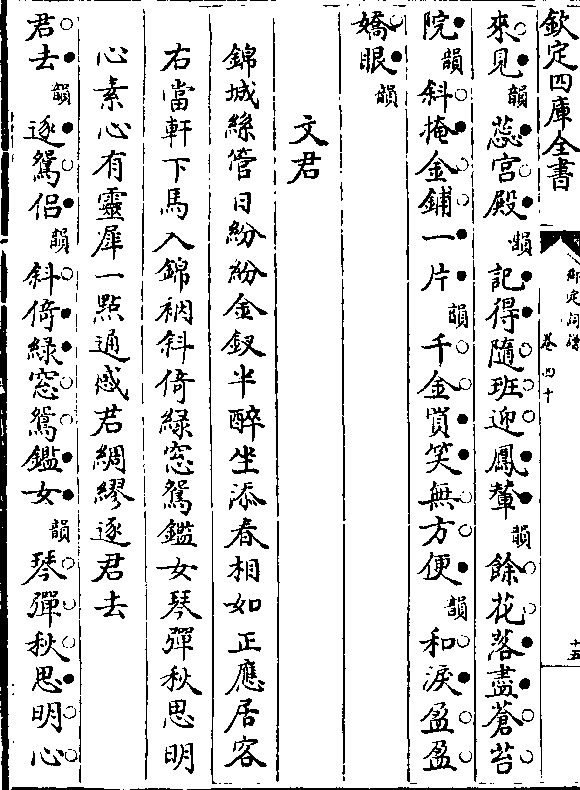 欽定四庫全書
御定詞譜
卷四十
十五
來見韻蕊宮殿韻記得隨班迎鳳輦韻餘花落盡蒼苔
院韻斜掩金鋪一片韻千金買笑無方便韻和淚盈盈
嬌眼韻
文君
錦城絲管日紛紛金釵半醉坐添春相如正應居客
右當軒下馬入錦裀斜倚綠窓鴛鑑女琴彈秋思明
心素心有靈犀一點通感君綢繆逐君去
君去韻逐鴛侶韻斜倚綠窓鴛鑑女韻琴彈秋思明心